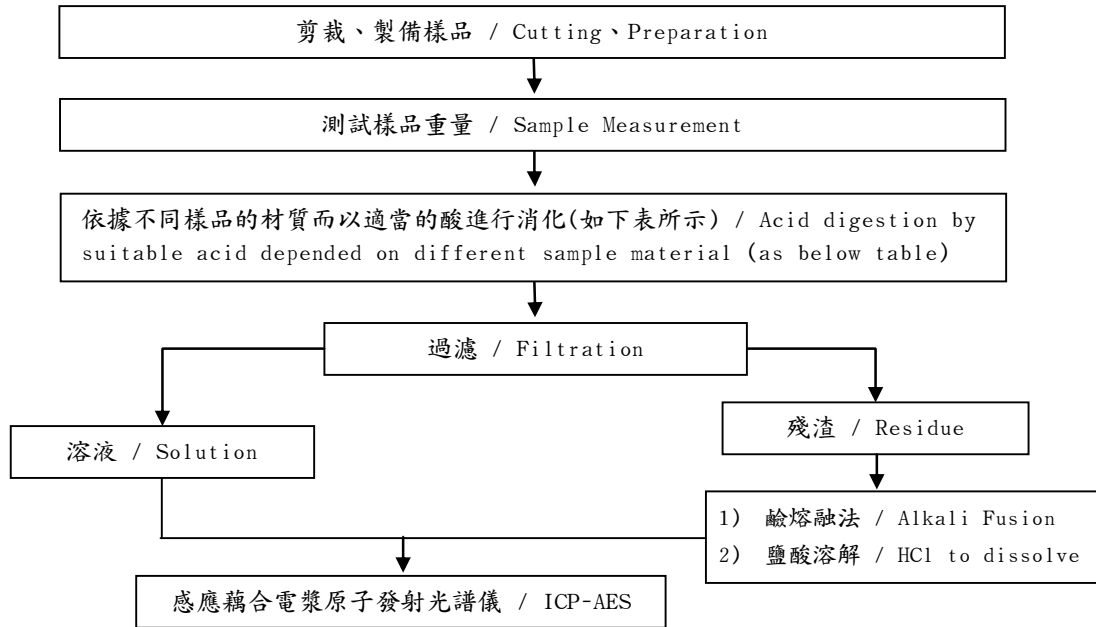 剪裁、製備樣品 / Cutting、Preparation
測試樣品重量 / Sample Measurement
依據不同樣品的材質而以適當的酸進行消化(如下表所示) / Acid digestion by
suitable acid depended on different sample material (as below table)
過濾 / Filtration
溶液 / Solution
殘渣 / Residue
1) 鹼熔融法 / Alkali Fusion
2) 鹽酸溶解 / HCl to dissolve
感應藕合電漿原子發射光譜儀 / ICP-AES